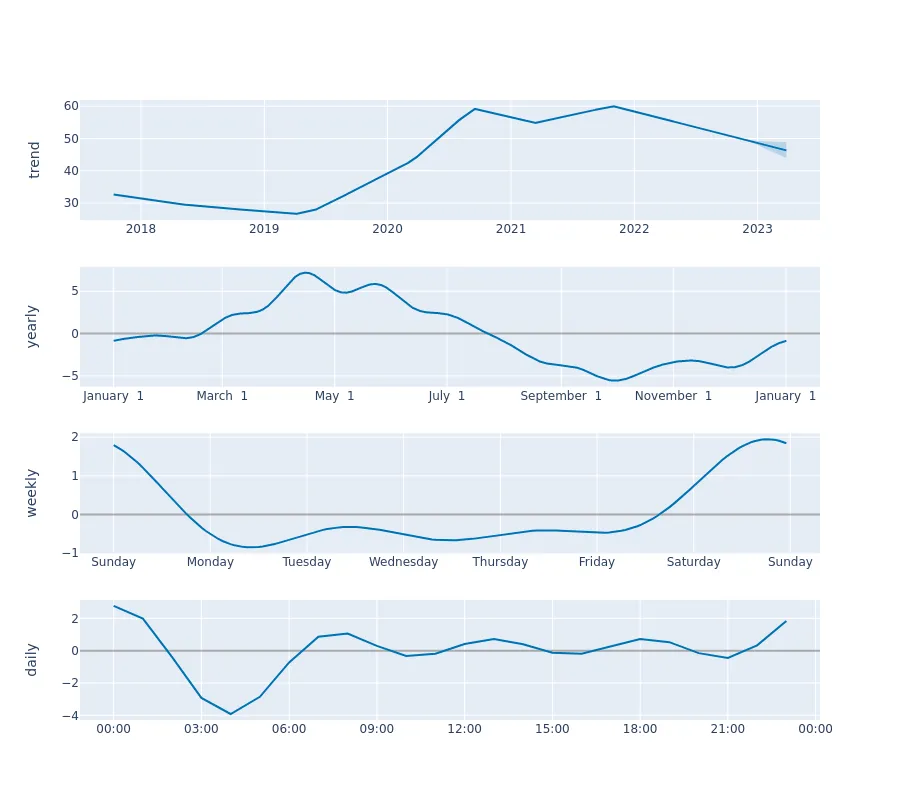 trend
60
50
40
30
2018 2019 2020 2021 2022 2023
yearly
5
0
−5
January 1 March 1 May 1 July 1 September 1 November 1 January 1
weekly
2
1
0
−1
Sunday Monday Tuesday Wednesday Thursday Friday Saturday Sunday
daily
2
0
−2
−4
00:00 03:00 06:00 09:00 12:00 15:00 18:00 21:00 00:00